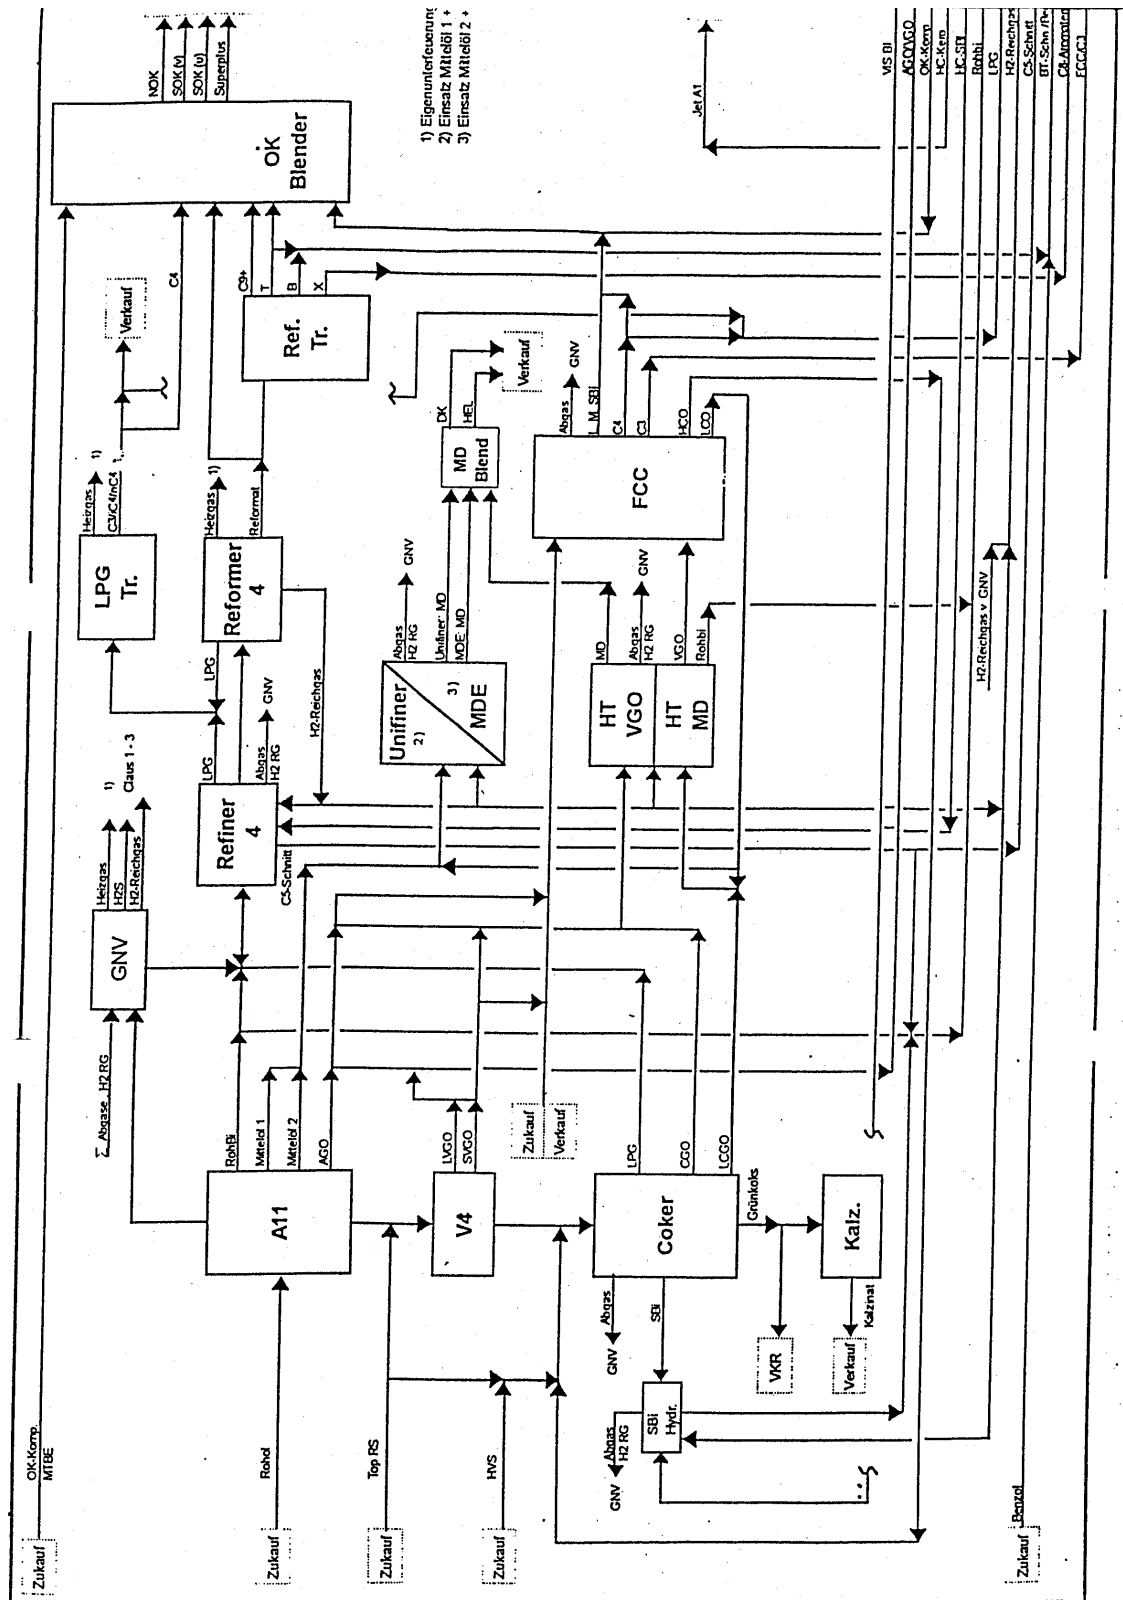 NOK
SOK (v)
SOK (u)
Superplus
OK
Blender
1) Eigenunterfeuerung
2) Einsatz Mittelöl 1 +
3) Einsatz Mittelöl 2 +
Jet A1
VIS BI
AGO/VGO
OK-Komp
HC-Kero
HC-SBI
Rohbi
LPG
H2-Reichgas
C5-Schnitt
C8-Aromaten
FCC/C3
Verkauf
C4
C9+
T
B
X
Ref.
Tr.
Heizgas
1)
C3/iC4/nC4
LPG
Tr.
Heizgas
1)
Reformat
Reformer
4
LPG
H2-Reichgas
DK
HEL
Verkauf
MD
Blend
Abgas
GNV
L M SBi
C4
C3
HCO
LCO
FCC
Abgas
H2 RG
GNV
Unifiner MD
MDE MD
Unifiner
2)
3)
MDE
MD
Abgas
H2 RG
GNV
VGO
Rohbi
HT
VGO
HT
MD
H2-Reichgas v GNV
Heizgas
1)
H2S
Claus 1 - 3
H2-Reichgas
GNV
LPG
Abgas
H2 RG
GNV
Refiner
4
C5-Schnitt
∑ Abgase, H2 RG
RohBi
Mittelöl 1
Mittelöl 2
AGO
A11
LVGO
SVGO
V4
Zukauf
Verkauf
LPG
CGO
LCGO
Coker
Grünkoks
Kalz.
Abgas
GNV
SBi
Kalzinat
VKR
Verkauf
SBi
Hydr.
Abgas
H2 RG
GNV
OK-Komp.
MTBE
Zukauf
Rohöl
Zukauf
Top RS
Zukauf
HVS
Zukauf
Benzol
Zukauf